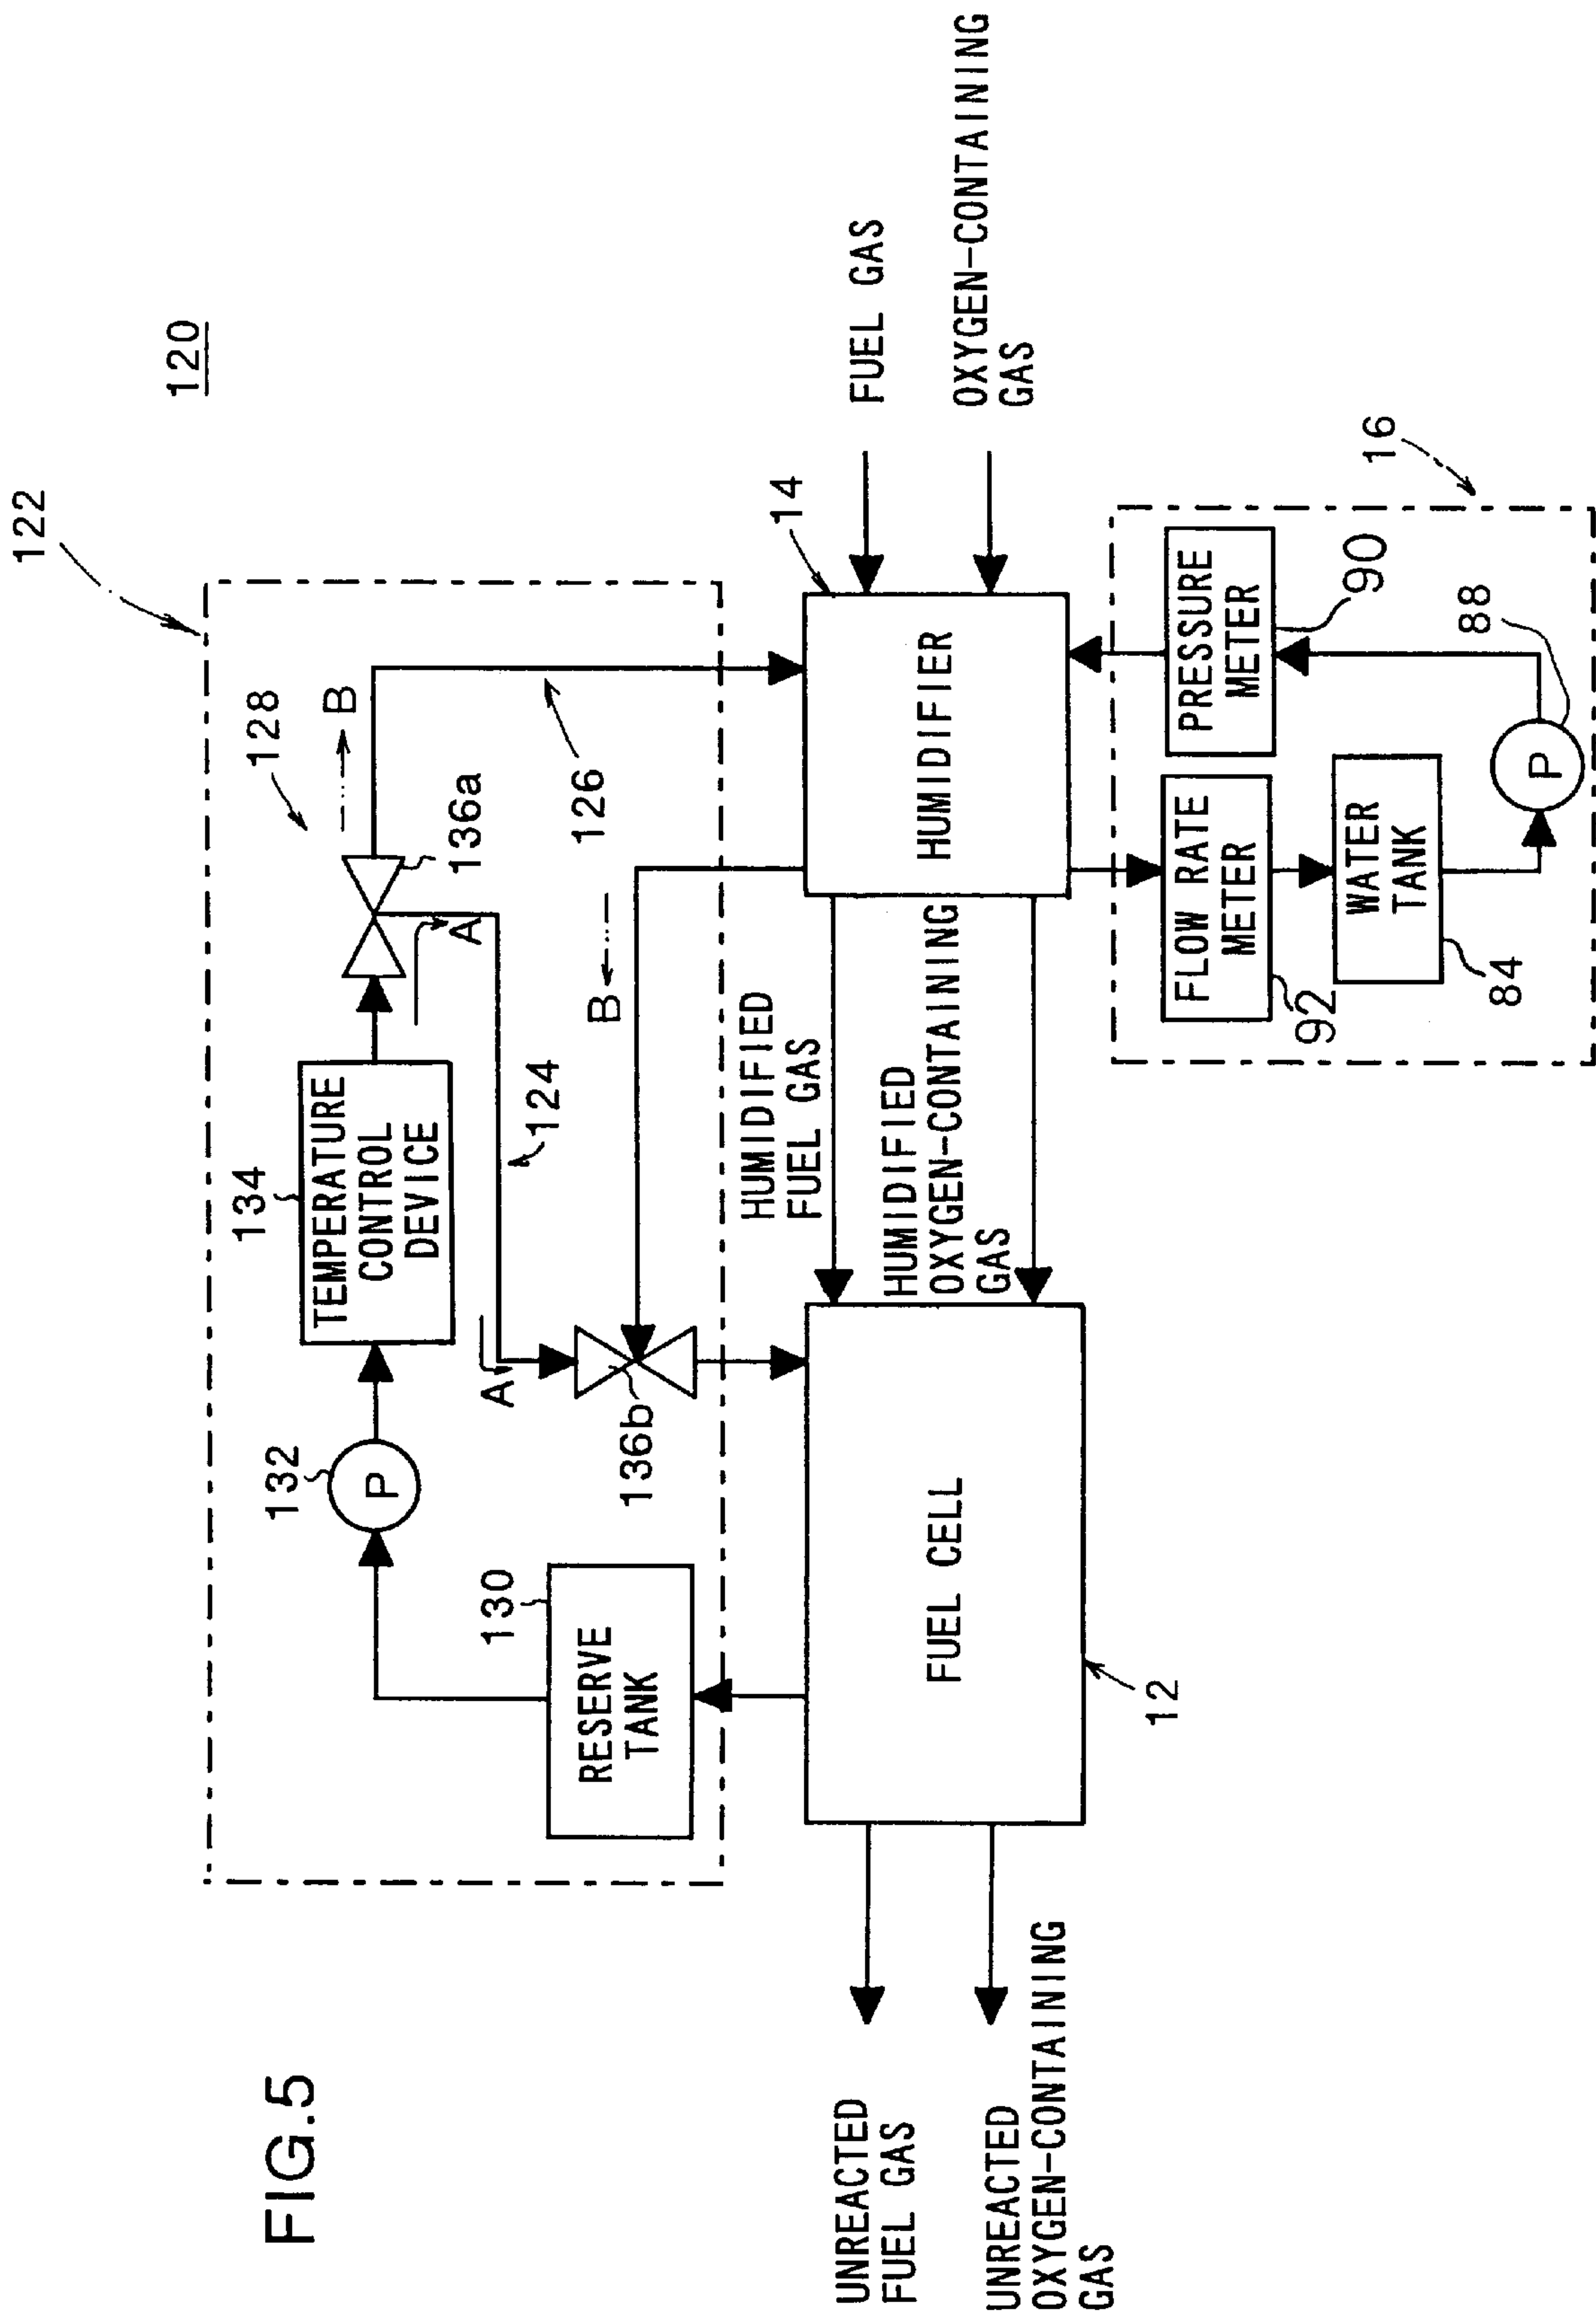 FIG.5
120
122
128
B
136a
134
TEMPERATURE
CONTROL
DEVICE
132
P
A
124
126
A
B
136b
130
RESERVE
TANK
14
FUEL GAS
OXYGEN-CONTAINING
GAS
HUMIDIFIER
HUMIDIFIED
FUEL GAS
HUMIDIFIED
OXYGEN-CONTAINING
GAS
FUEL CELL
12
UNREACTED
FUEL GAS
UNREACTED
OXYGEN-CONTAINING
GAS
16
PRESSURE
METER
90
FLOW RATE
METER
92
WATER
TANK
84
88
P